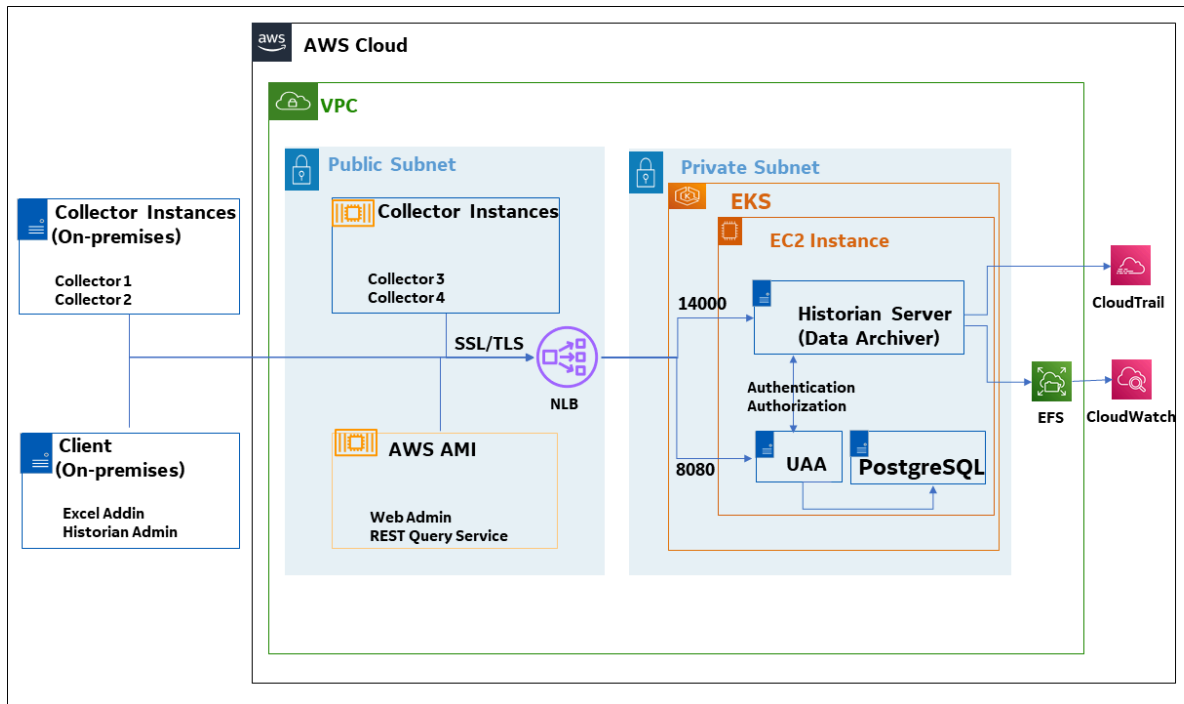 aws
AWS Cloud
VPC
Public Subnet
Private Subnet
Collector Instances
(On-premises)
Collector 1
Collector 2
Collector Instances
Collector 3
Collector 4
EKS
EC2 Instance
14000
Historian Server
(Data Archiver)
CloudTrail
SSL/TLS
NLB
Authentication
Authorization
EFS
CloudWatch
Client
(On-premises)
Excel Addin
Historian Admin
AWS AMI
Web Admin
REST Query Service
8080
UAA
PostgreSQL